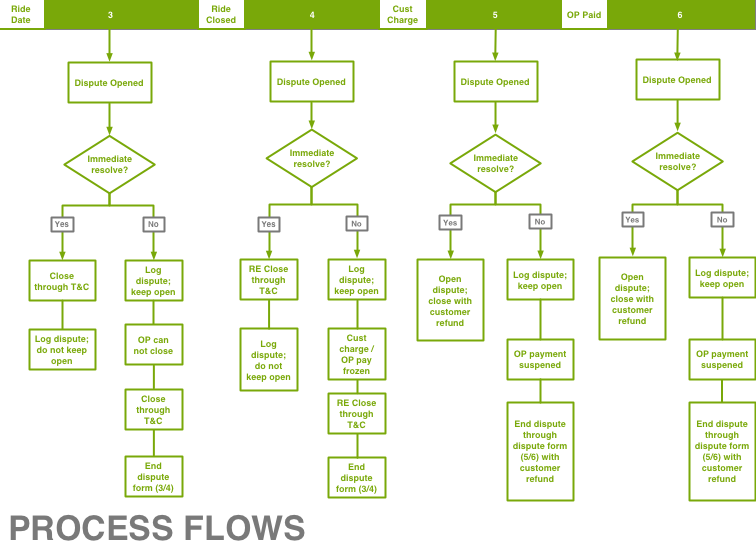 Ride
Date
3
Ride
Closed
4
Cust
Charge
5
OP Paid
6
Dispute Opened
Immediate
resolve?
Yes
No
Close
through T&C
Log dispute;
do not keep
open
Log
dispute;
keep open
OP can
not close
Close
through
T&C
End
dispute
form (3/4)
Dispute Opened
Immediate
resolve?
Yes
No
RE Close
through
T&C
Log
dispute;
do not
keep open
Log
dispute;
keep open
Cust
charge /
OP pay
frozen
RE Close
through
T&C
End
dispute
form (3/4)
Dispute Opened
Immediate
resolve?
Yes
No
Open
dispute;
close with
customer
refund
Log dispute;
keep open
OP payment
suspened
End dispute
through
dispute form
(5/6) with
customer
refund
Dispute Opened
Immediate
resolve?
Yes
No
Open
dispute;
close with
customer
refund
Log dispute;
keep open
OP payment
suspened
End dispute
through
dispute form
(5/6) with
customer
refund
PROCESS FLOWS